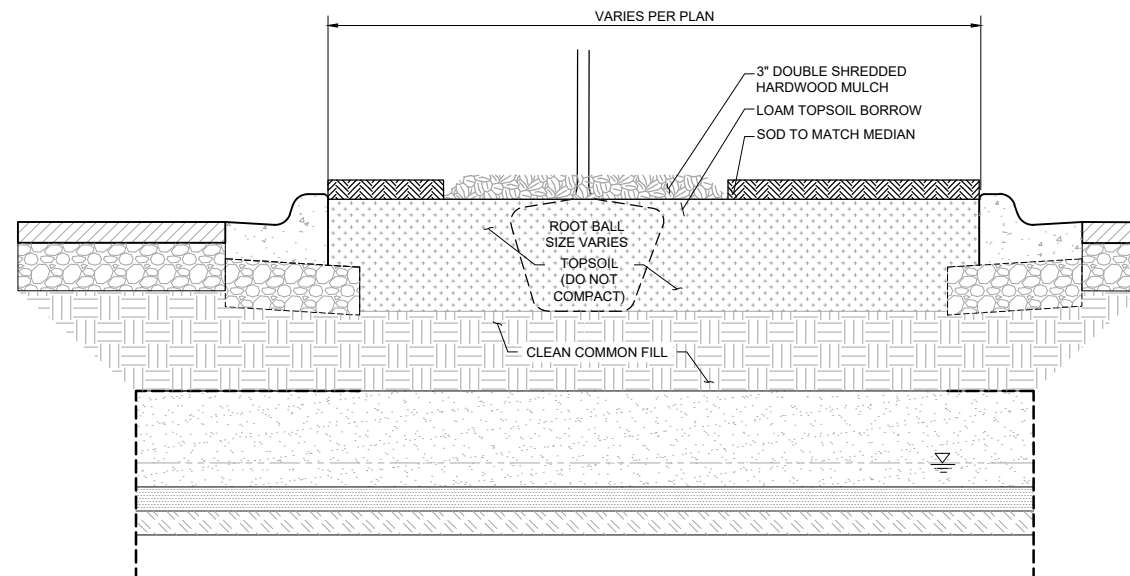 VARIES PER PLAN
3" DOUBLE SHREDDED
HARDWOOD MULCH
LOAM TOPSOIL BORROW
SOD TO MATCH MEDIAN
ROOT BALL
SIZE VARIES
TOPSOIL
(DO NOT
COMPACT)
CLEAN COMMON FILL